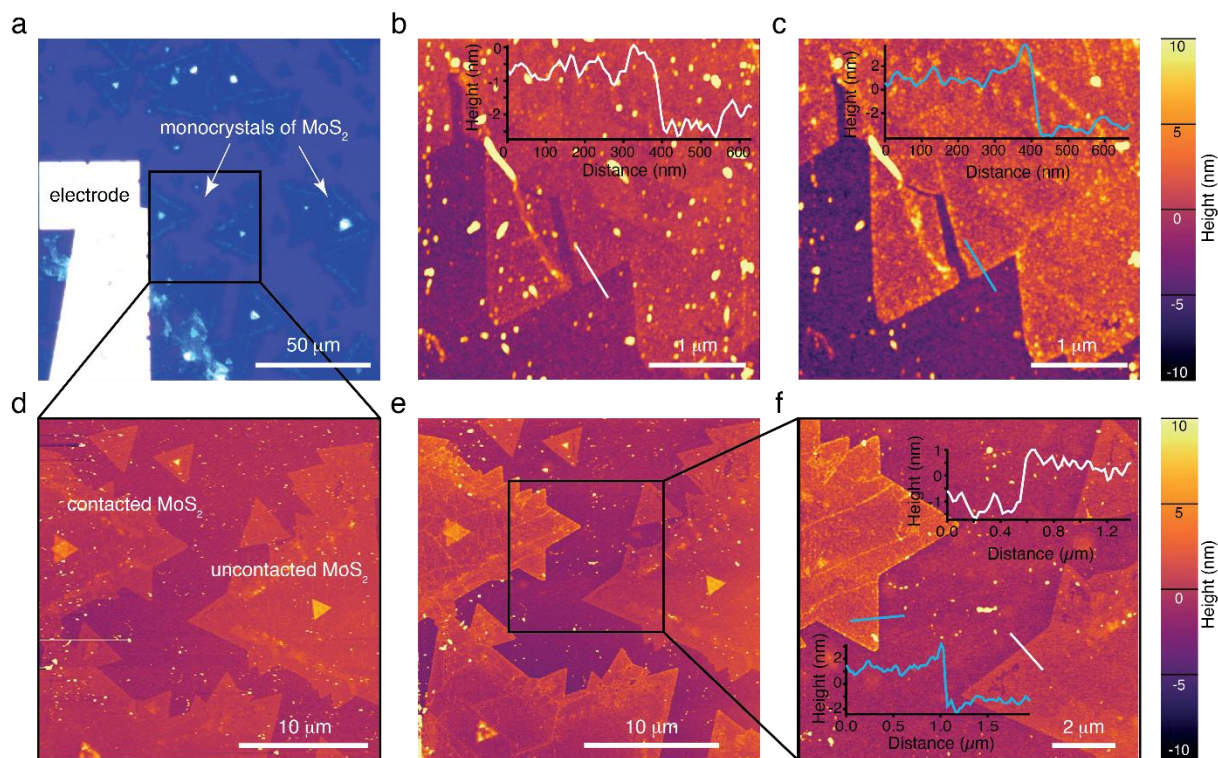 a
monocrystals of MoS2
electrode
50 μm
b
Height (nm)
0
-1
-2
0 100 200 300 400 500 600
Distance (nm)
1 μm
c
Height (nm)
2
0
-2
0 100 200 300 400 500 600
Distance (nm)
1 μm
10
5
0
-5
-10
Height (nm)
d
contacted MoS2
uncontacted MoS2
10 μm
e
10 μm
f
Height (nm)
1
0
-1
0.0 0.4 0.8 1.2
Distance (μm)
Height (nm)
2
0
-2
0.0 0.5 1.0 1.5
Distance (μm)
2 μm
10
5
0
-5
-10
Height (nm)